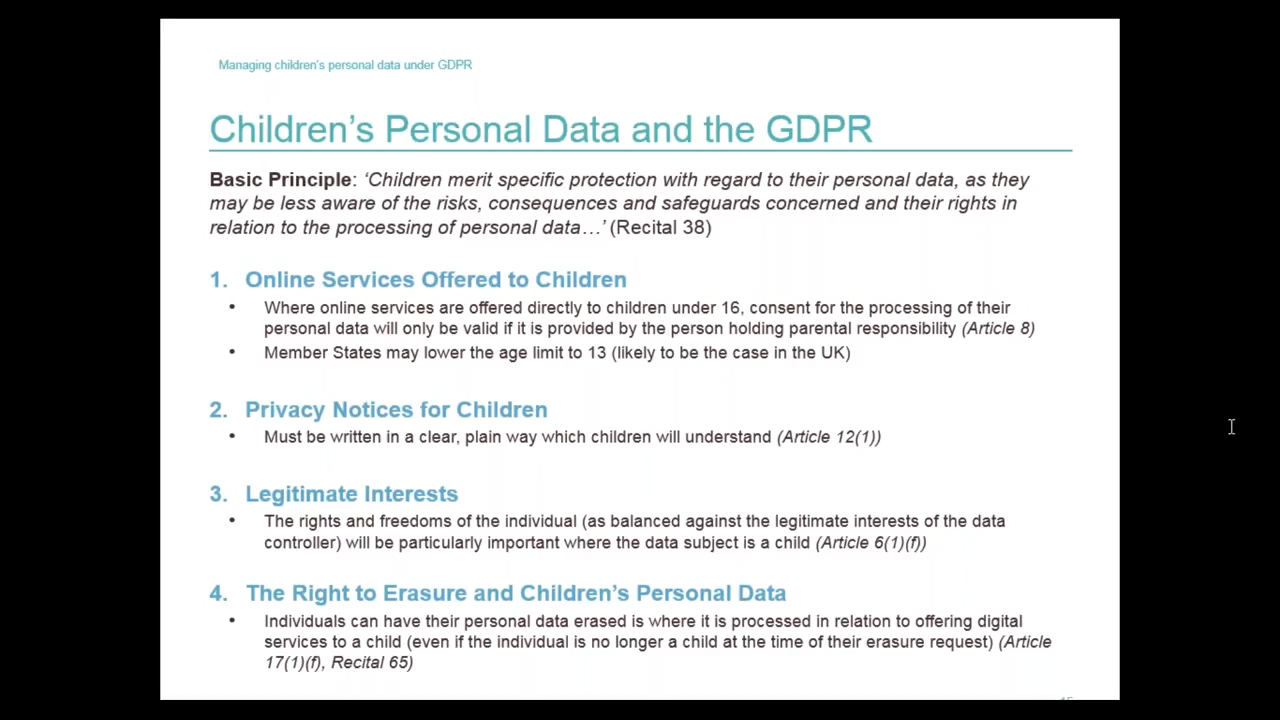 Managing children's personal data under GDPR
Children's Personal Data and the GDPR
Basic Principle: 'Children merit specific protection with regard to their personal data, as they
may be less aware of the risks, consequences and safeguards concerned and their rights in
relation to the processing of personal data…' (Recital 38)
1. Online Services Offered to Children
• Where online services are offered directly to children under 16, consent for the processing of their
personal data will only be valid if it is provided by the person holding parental responsibility (Article 8)
• Member States may lower the age limit to 13 (likely to be the case in the UK)
2. Privacy Notices for Children
• Must be written in a clear, plain way which children will understand (Article 12(1))
3. Legitimate Interests
• The rights and freedoms of the individual (as balanced against the legitimate interests of the data
controller) will be particularly important where the data subject is a child (Article 6(1)(f))
4. The Right to Erasure and Children's Personal Data
• Individuals can have their personal data erased is where it is processed in relation to offering digital
services to a child (even if the individual is no longer a child at the time of their erasure request) (Article
17(1)(f), Recital 65)